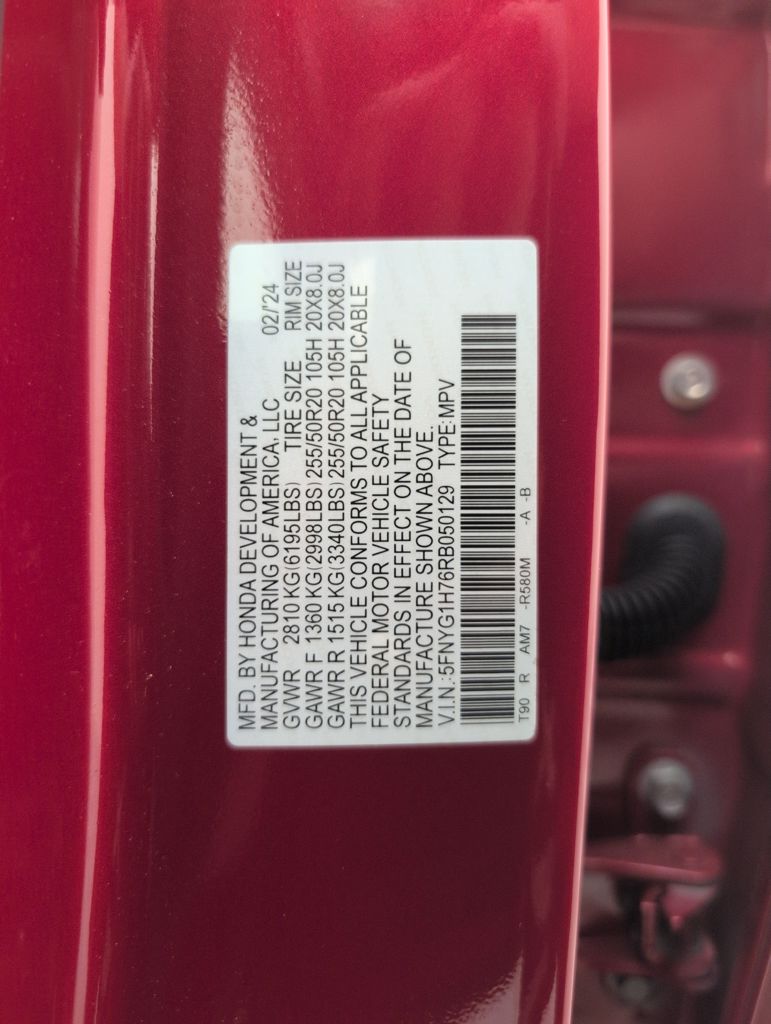 MFD. BY HONDA DEVELOPMENT &
MANUFACTURING OF AMERICA, LLC 02/'24
GVWR 2810 KG(6195LBS) TIRE SIZE RIM SIZE
GAWR F 1360 KG(2998LBS) 255/50R20 105H 20X8.0J
GAWR R 1515 KG(3340LBS) 255/50R20 105H 20X8.0J
THIS VEHICLE CONFORMS TO ALL APPLICABLE
FEDERAL MOTOR VEHICLE SAFETY
STANDARDS IN EFFECT ON THE DATE OF
MANUFACTURE SHOWN ABOVE.
V.I.N.:5FNYG1H76RB050129 TYPE:MPV
T90 R AM7 -R580M -A -B